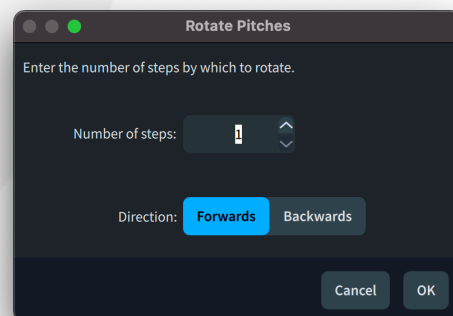 Rotate Pitches
Enter the number of steps by which to rotate.
Number of steps: 1
Direction: Forwards Backwards
Cancel OK